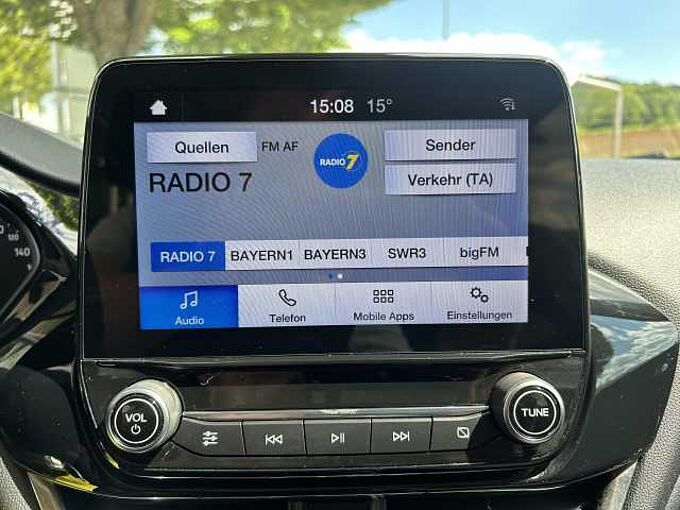 15:08 15°
Quellen FM AF RADIO 7 Sender
RADIO 7 Verkehr (TA)
RADIO 7 BAYERN1 BAYERN3 SWR3 bigFM
Audio Telefon Mobile Apps Einstellungen
VOL TUNE
140